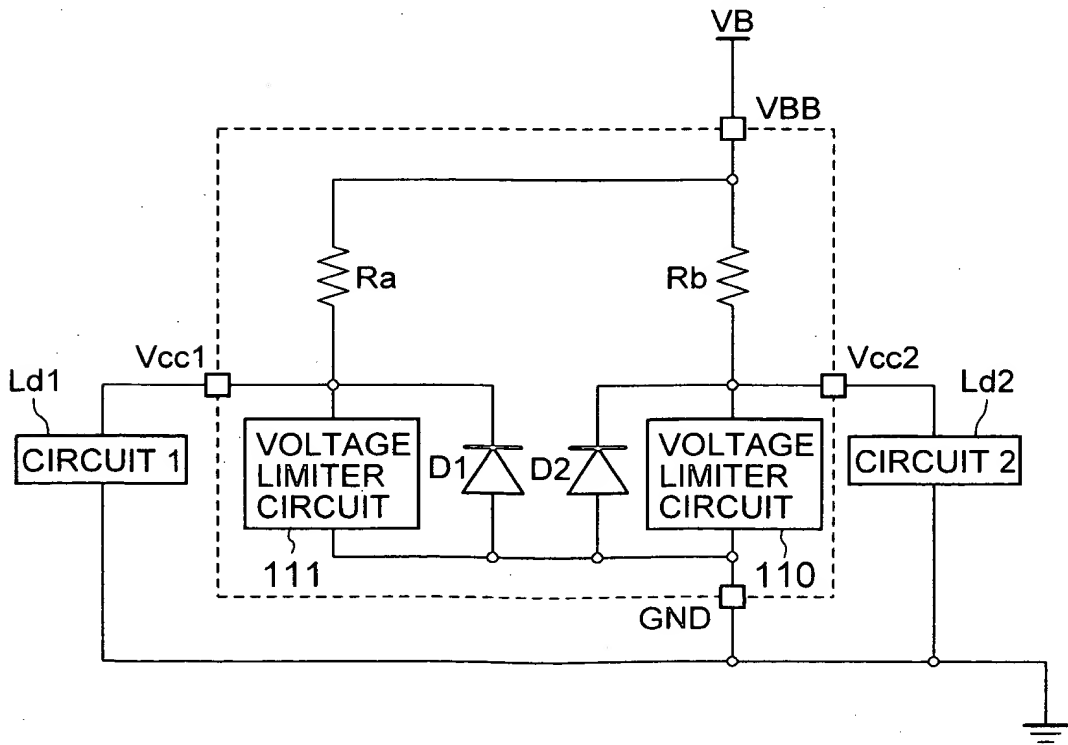 VB
VBB
Ra
Rb
Vcc1
Vcc2
Ld1
Ld2
CIRCUIT 1
VOLTAGE
LIMITER
CIRCUIT
D1
D2
VOLTAGE
LIMITER
CIRCUIT
CIRCUIT 2
111
110
GND